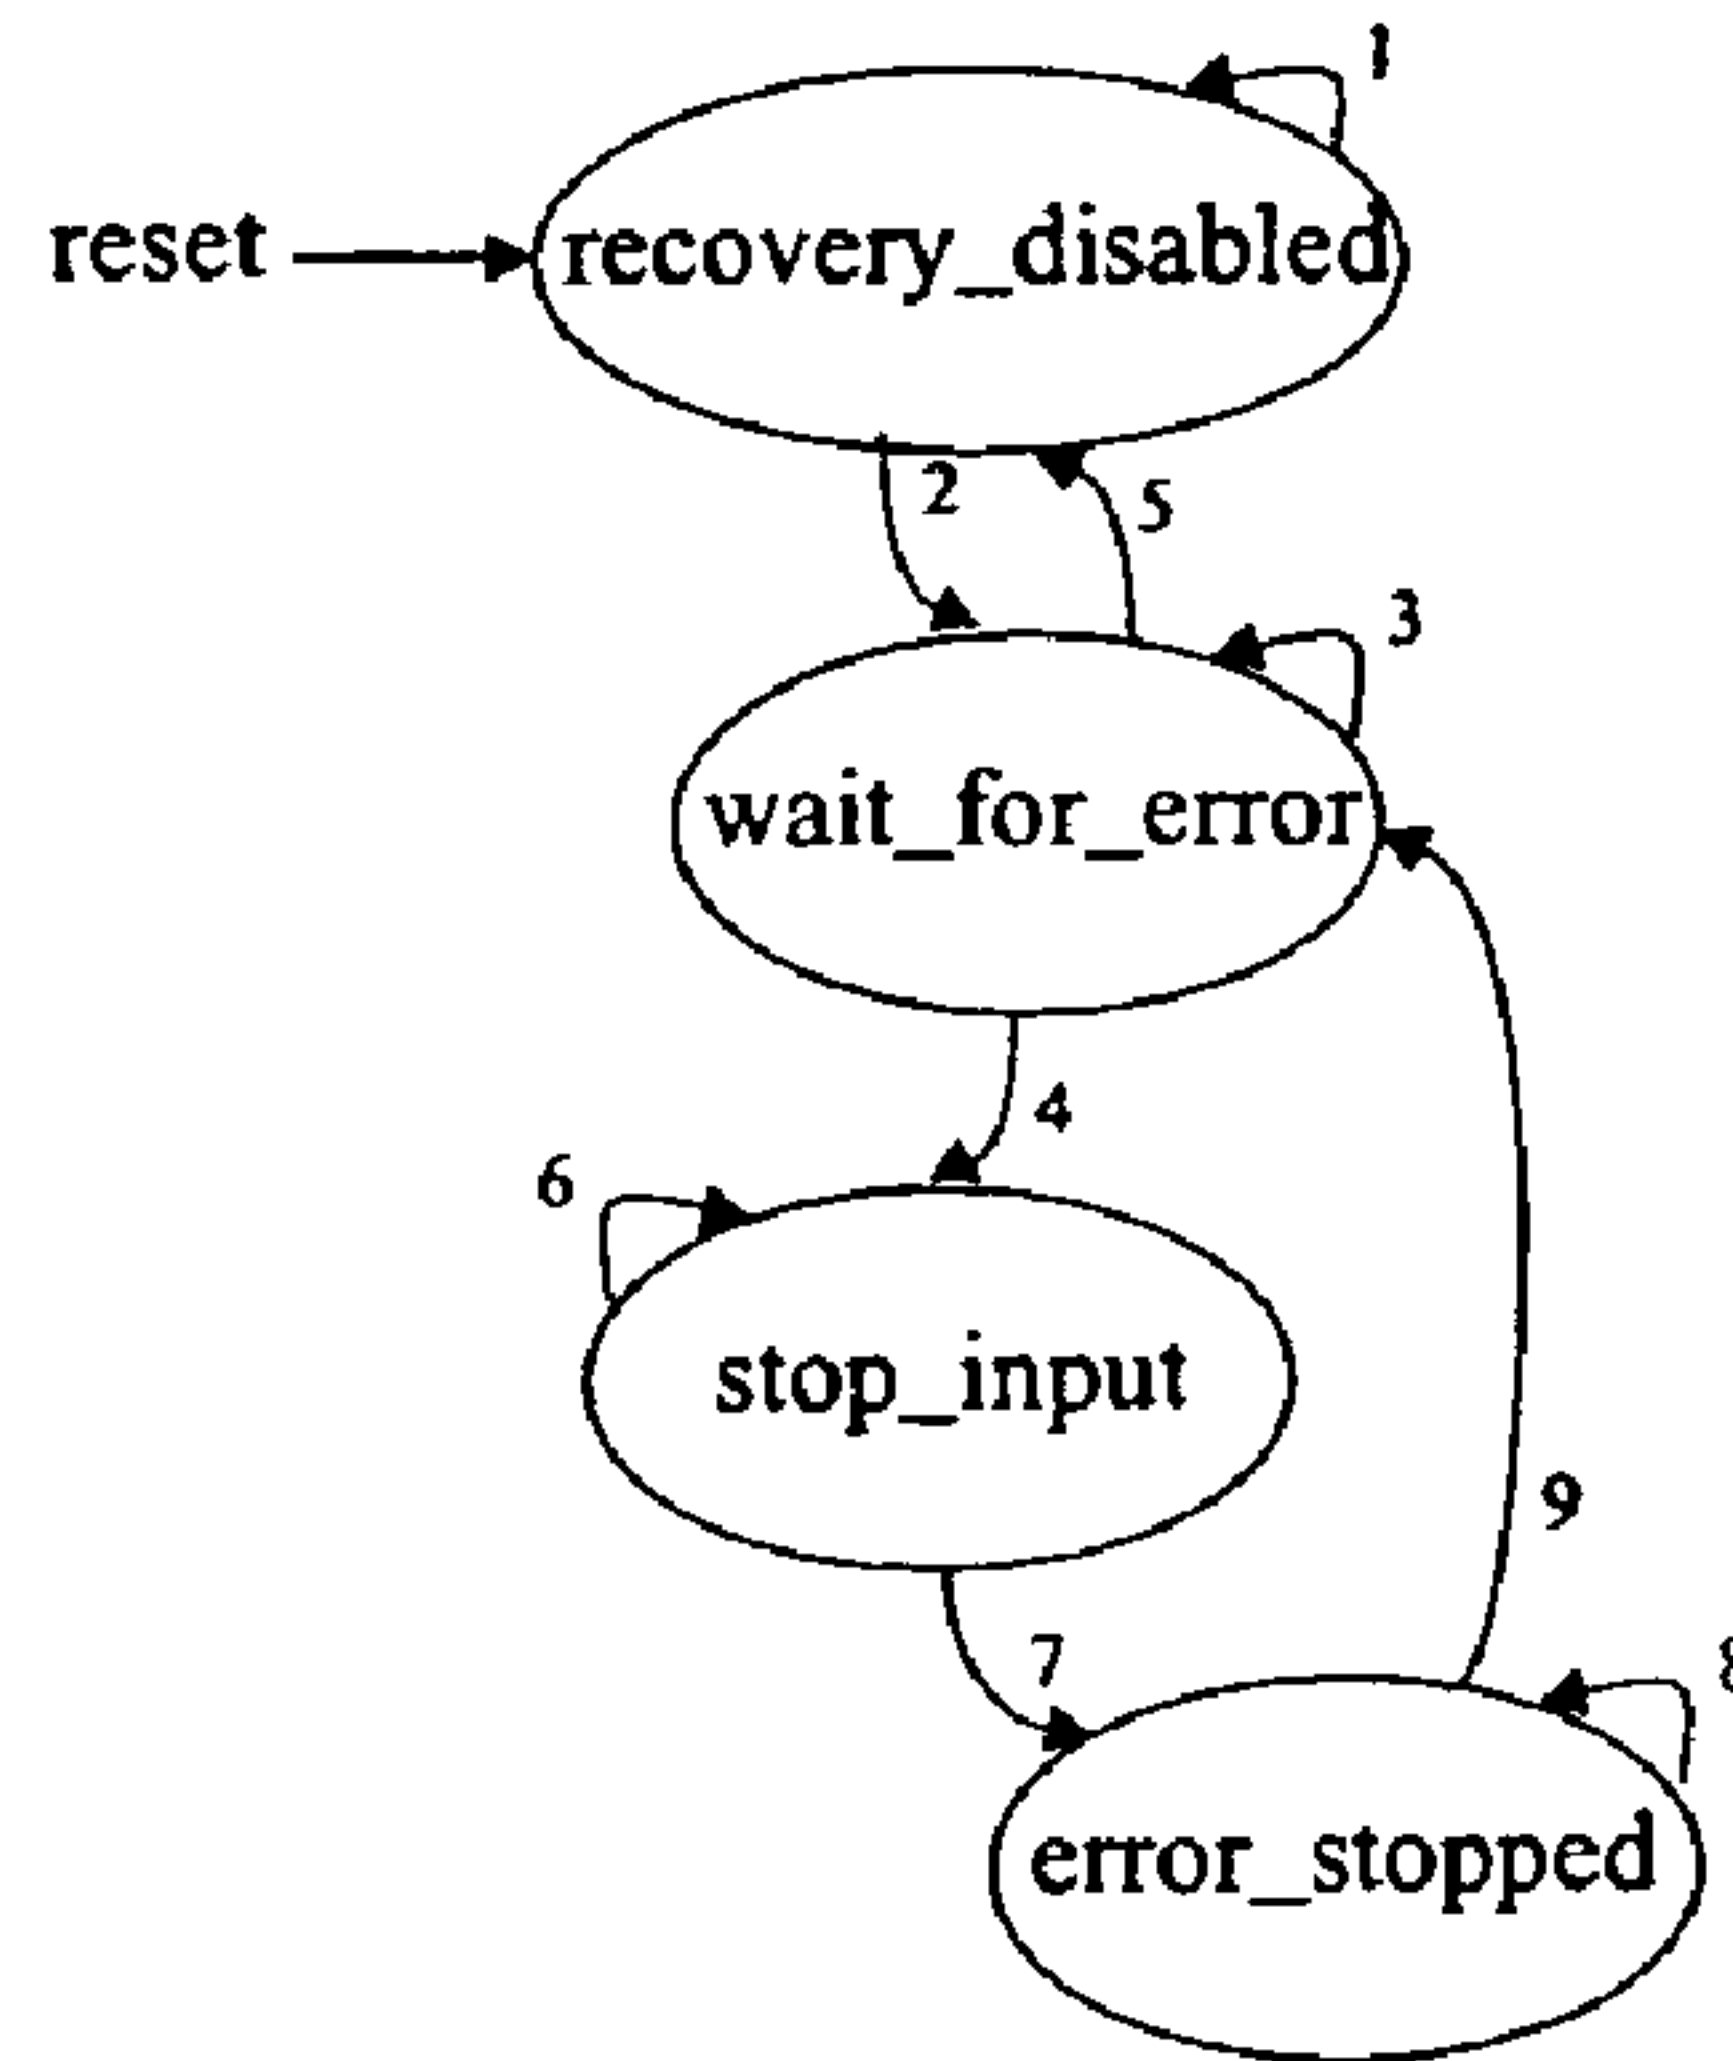 1
reset
recovery_disabled
2
5
3
wait_for_error
4
6
stop_input
9
7
8
error_stopped